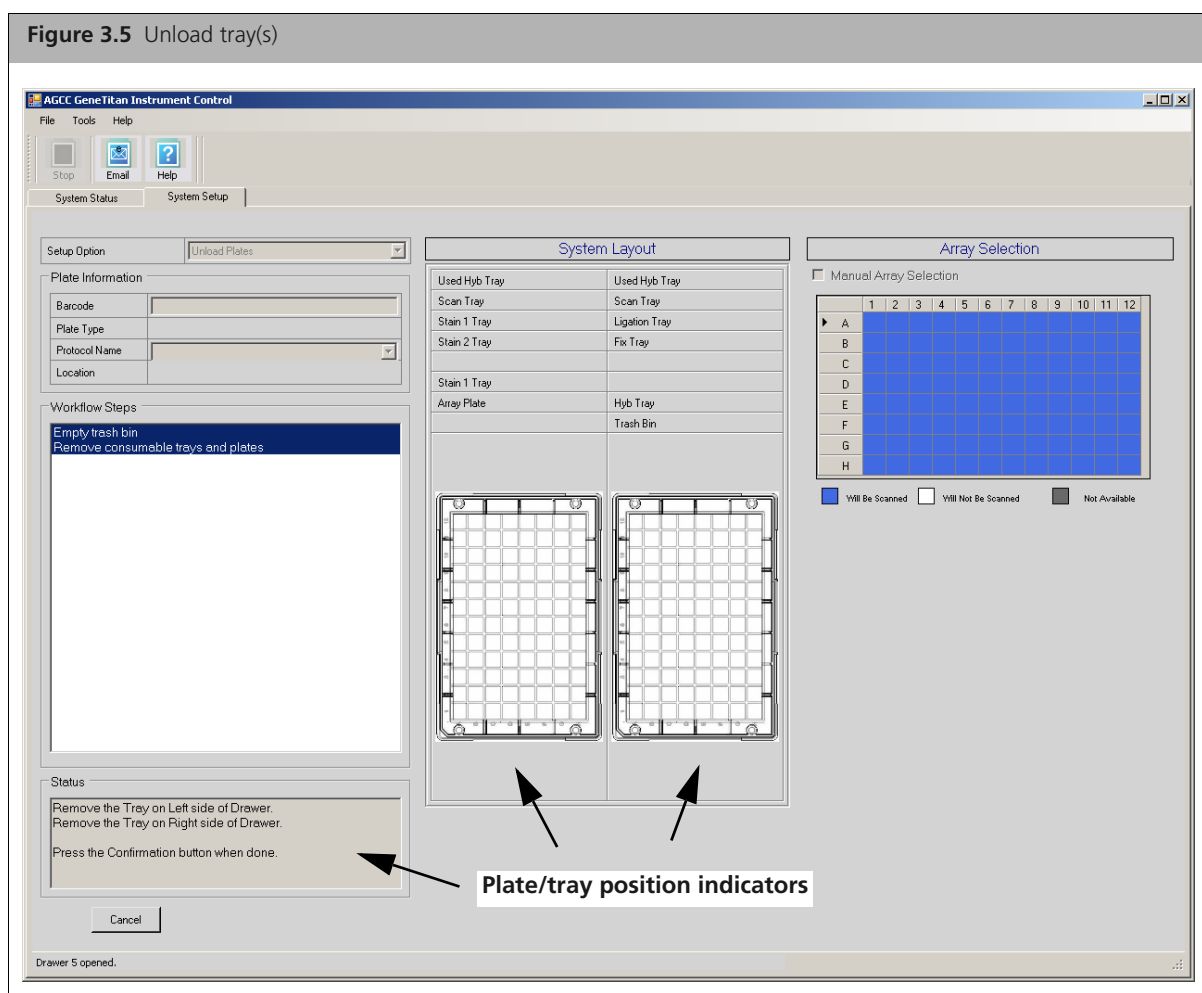 Figure 3.5 Unload tray(s)
AGCC GeneTitan Instrument Control
File Tools Help
Stop Email Help
System Status System Setup
Setup Option Unload Plates
Plate Information
Barcode
Plate Type
Protocol Name
Location
Workflow Steps
Empty trash bin
Remove consumable trays and plates
Status
Remove the Tray on Left side of Drawer.
Remove the Tray on Right side of Drawer.
Press the Confirmation button when done.
Cancel
System Layout
Used Hyb Tray Used Hyb Tray
Scan Tray Scan Tray
Stain 1 Tray Ligation Tray
Stain 2 Tray Fix Tray
Stain 1 Tray
Array Plate Hyb Tray
Trash Bin
Plate/tray position indicators
Array Selection
Manual Array Selection
1 2 3 4 5 6 7 8 9 10 11 12
A
B
C
D
E
F
G
H
Will Be Scanned Will Not Be Scanned Not Available
Drawer 5 opened.